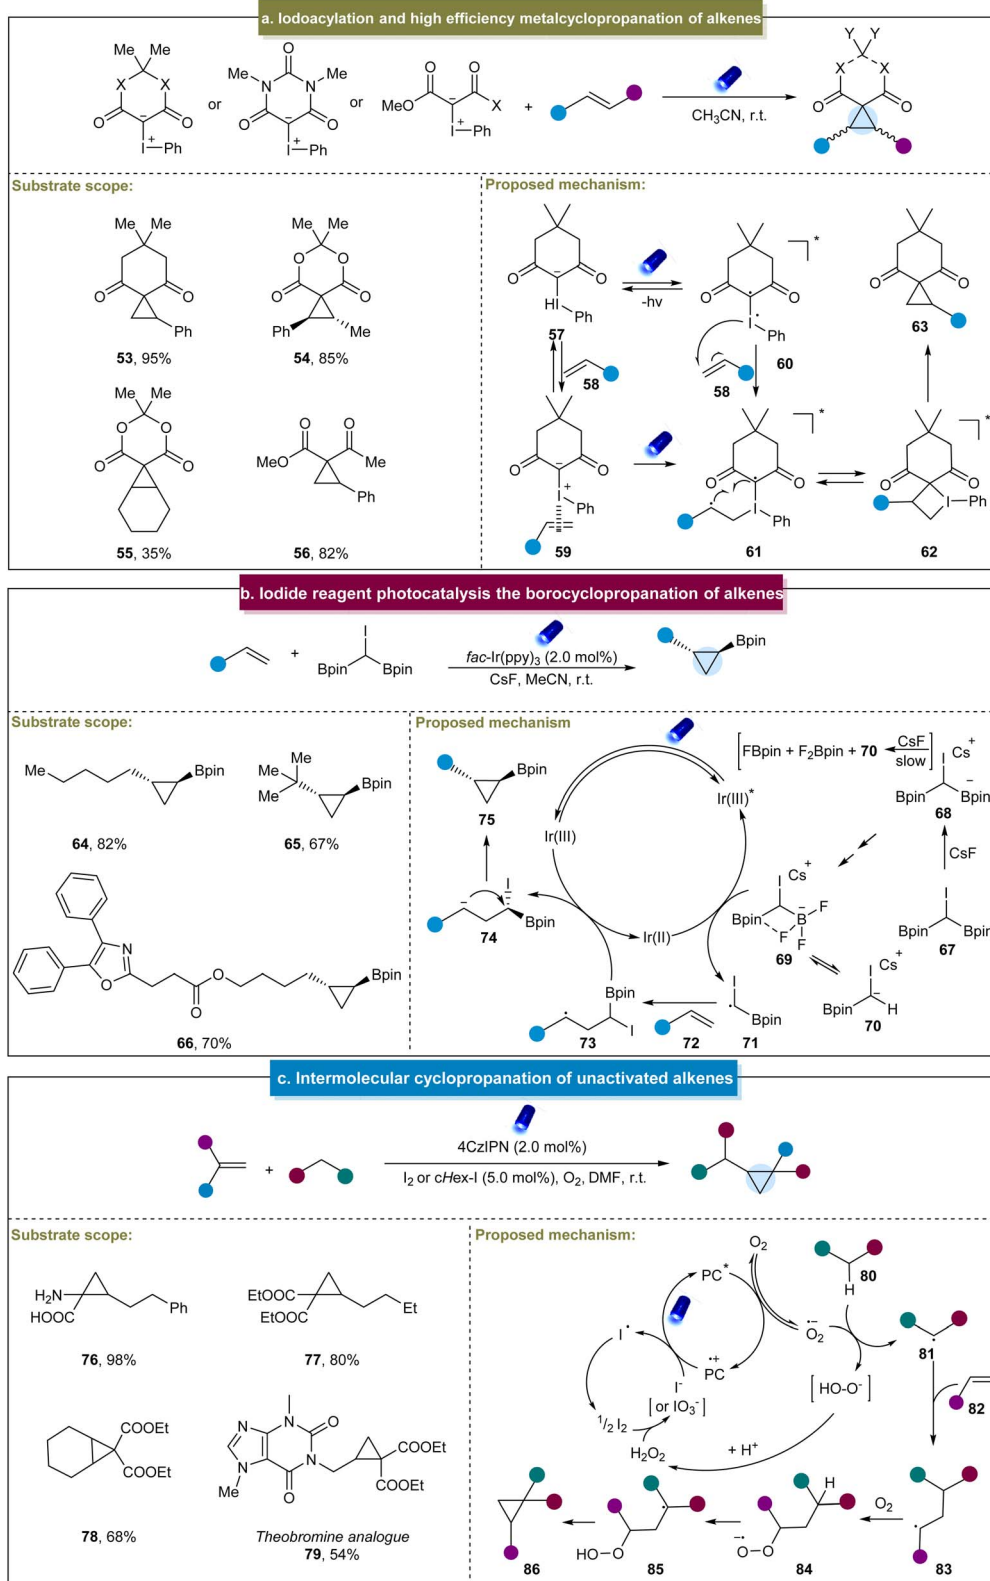 a. Iodoacylation and high efficiency metalcyclopropanation of alkenes
Me Me
X X
O O
I
+
Ph
or
O
Me N N Me
O O
I
+
Ph
or
O O
MeO X
I
+
Ph
+
CH₃CN, r.t.
Y Y
X X
O O
Substrate scope:
Me Me
O O
Ph
53, 95%
Me Me
O O
O O
Ph Me
54, 85%
Me Me
O O
O O
55, 35%
O O
MeO Me
Ph
56, 82%
Proposed mechanism:
O O
HI
Ph
57
-hv
O O
I
Ph
60
*
58
58
O O
I
+
Ph
59
O O
I
Ph
61
*
O O
I
Ph
62
*
O O
63
b. Iodide reagent photocatalysis the borocyclopropanation of alkenes
+
I
Bpin Bpin
fac-Ir(ppy)₃ (2.0 mol%)
CsF, MeCN, r.t.
Bpin
Substrate scope:
Me Bpin
64, 82%
Me
Me
Me
Bpin
65, 67%
N
O
O
O
Bpin
66, 70%
Proposed mechanism
Bpin
75
Ir(III)
Ir(III)*
Ir(II)
I
Bpin
74
Bpin
I
73
72
I
Bpin
71
[FBpin + F₂Bpin + 70 CsF slow]
I Cs⁺
Bpin Bpin
68
CsF
I
Bpin Bpin
67
I Cs⁺
Bpin B F
F F
69
I Cs⁺
Bpin H
70
c. Intermolecular cyclopropanation of unactivated alkenes
+
4CzIPN (2.0 mol%)
I₂ or cHex-I (5.0 mol%), O₂, DMF, r.t.
Substrate scope:
H₂N
HOOC
Ph
76, 98%
EtOOC
EtOOC
Et
77, 80%
COOEt
COOEt
78, 68%
N
N
Me
N
O
N
O
COOEt
COOEt
Theobromine analogue
79, 54%
Proposed mechanism:
PC*
O₂
O₂•⁻
PC•⁺
I•
I⁻
[or IO₃⁻]
¹/₂ I₂
H₂O₂
[HO-O⁻]
+ H⁺
H
80
81
82
O₂
83
H
⁻•O-O
84
HO-O
85
86